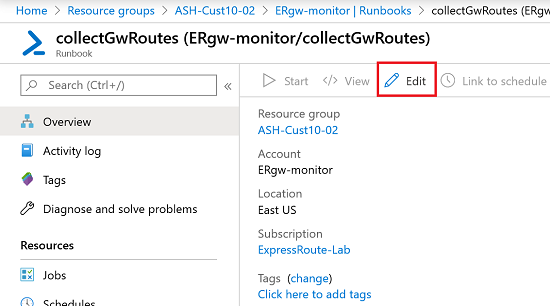 Home > Resource groups > ASH-Cust10-02 > ERgw-monitor | Runbooks > collectGwRoutes (ERgw
collectGwRoutes (ERgw-monitor/collectGwRoutes)
Runbook
Search (Ctrl+/)
«
Start
View
Edit
Link to schedule
Overview
Activity log
Tags
Diagnose and solve problems
Resources
Jobs
Schedules
Resource group
ASH-Cust10-02
Account
ERgw-monitor
Location
East US
Subscription
ExpressRoute-Lab
Tags (change)
Click here to add tags